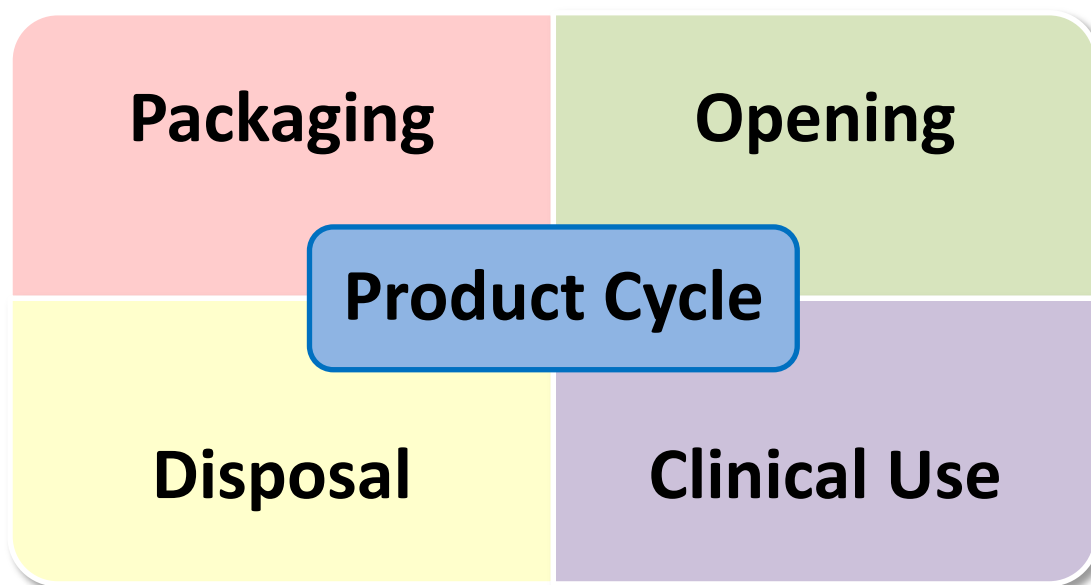 Packaging
Opening
Product Cycle
Disposal
Clinical Use